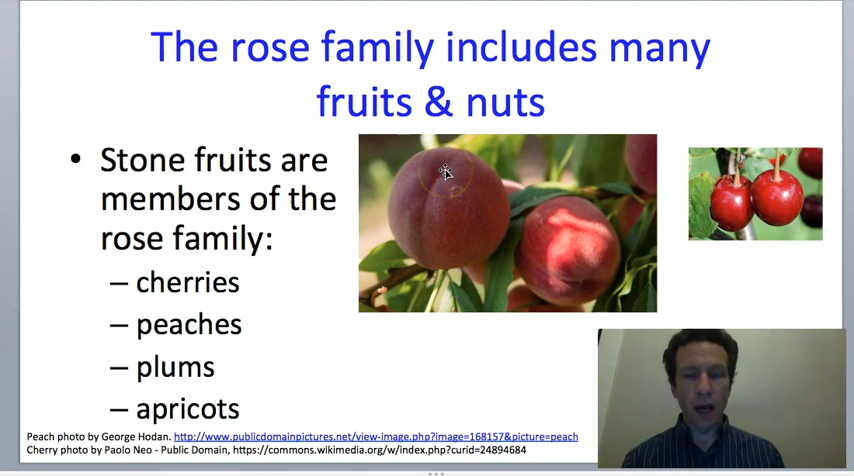 The rose family includes many
fruits & nuts
• Stone fruits are
members of the
rose family:
– cherries
– peaches
– plums
– apricots
Peach photo by George Hodan. http://www.publicdomainpictures.net/view-image.php?image=168157&picture=peach
Cherry photo by Paolo Neo - Public Domain, https://commons.wikimedia.org/w/index.php?curid=24894684